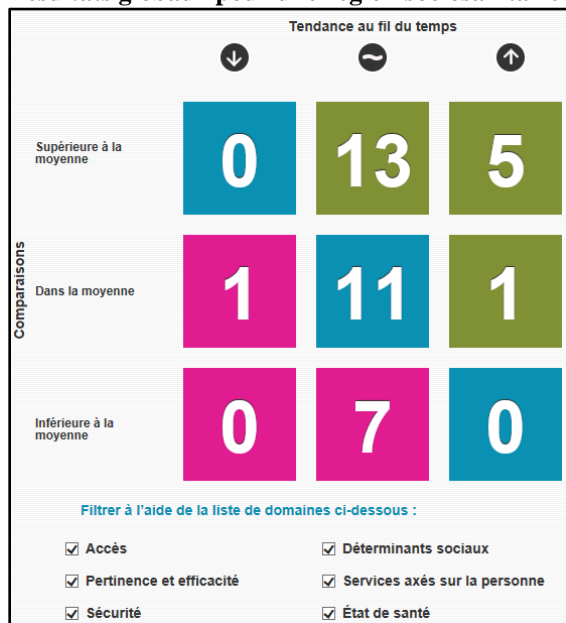 Tendance au fil du temps
Supérieure à la
moyenne
0
13
5
Comparaisons
Dans la moyenne
1
11
1
Inférieure à la
moyenne
0
7
0
Filtrer à l'aide de la liste de domaines ci-dessous :
Accès
Déterminants sociaux
Pertinence et efficacité
Services axés sur la personne
Sécurité
État de santé